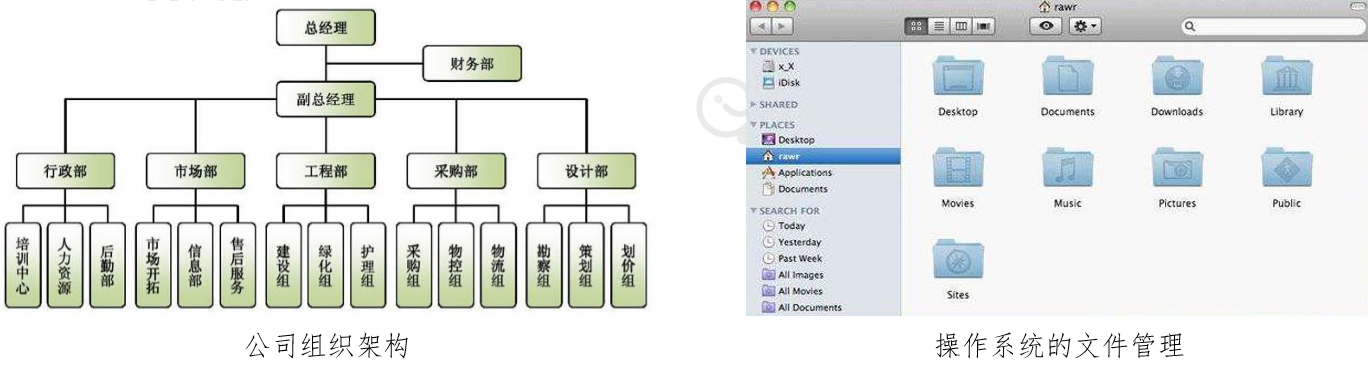 总经理
财务部
副总经理
行政部
市场部
工程部
采购部
设计部
培训中心
人力资源
后勤部
市场开拓
信息部
售后服务
建设组
绿化组
护理组
采购组
物控组
物流组
勘察组
策划组
划价组
公司组织架构
rawr
DEVICES
x_X
iDisk
SHARED
PLACES
Desktop
rawr
Applications
Documents
SEARCH FOR
Today
Yesterday
Past Week
All Images
All Movies
All Documents
Desktop
Documents
Downloads
Library
Movies
Music
Pictures
Public
Sites
操作系统的文件管理